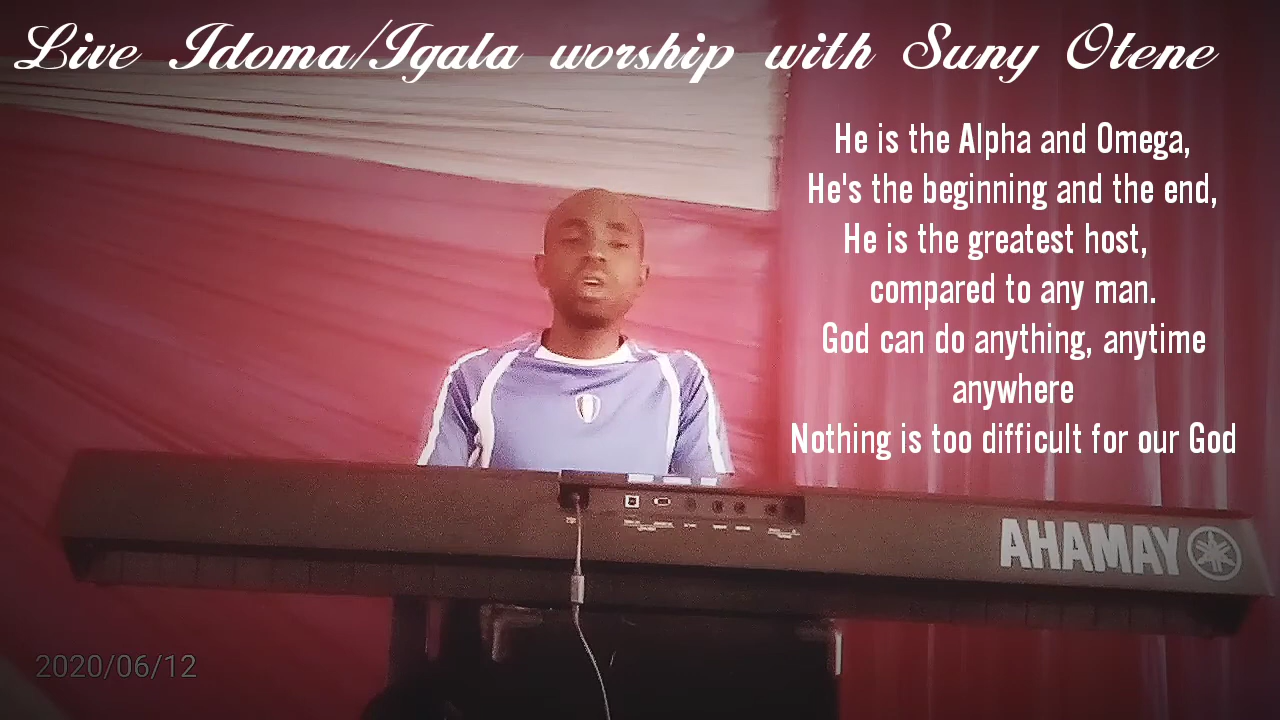 Live Idoma/Igala worship with Suny Otene
He is the Alpha and Omega,
He's the beginning and the end,
He is the greatest host,
compared to any man.
God can do anything, anytime
anywhere
Nothing is too difficult for our God
AHAMAY
2020/06/12